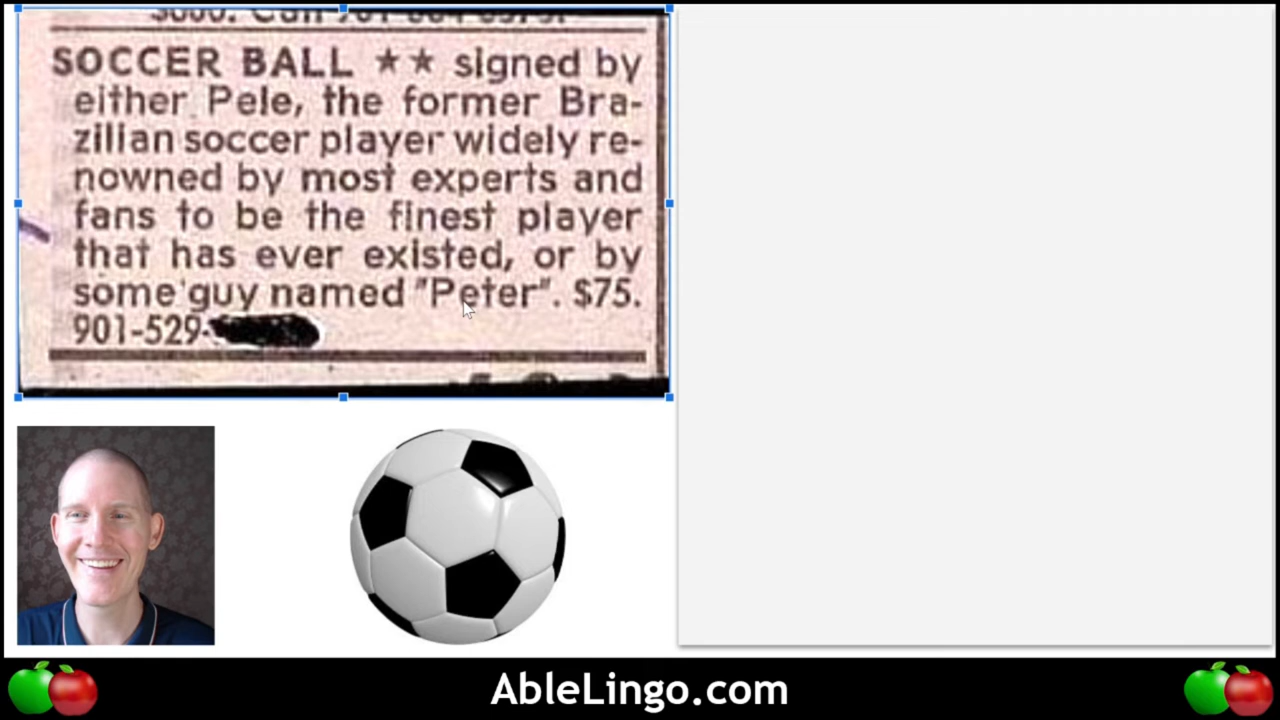 SOCCER BALL ★★ signed by
either Pele, the former Bra-
zilian soccer player widely re-
nowned by most experts and
fans to be the finest player
that has ever existed, or by
some guy named "Peter". $75.
901-529-
AbleLingo.com